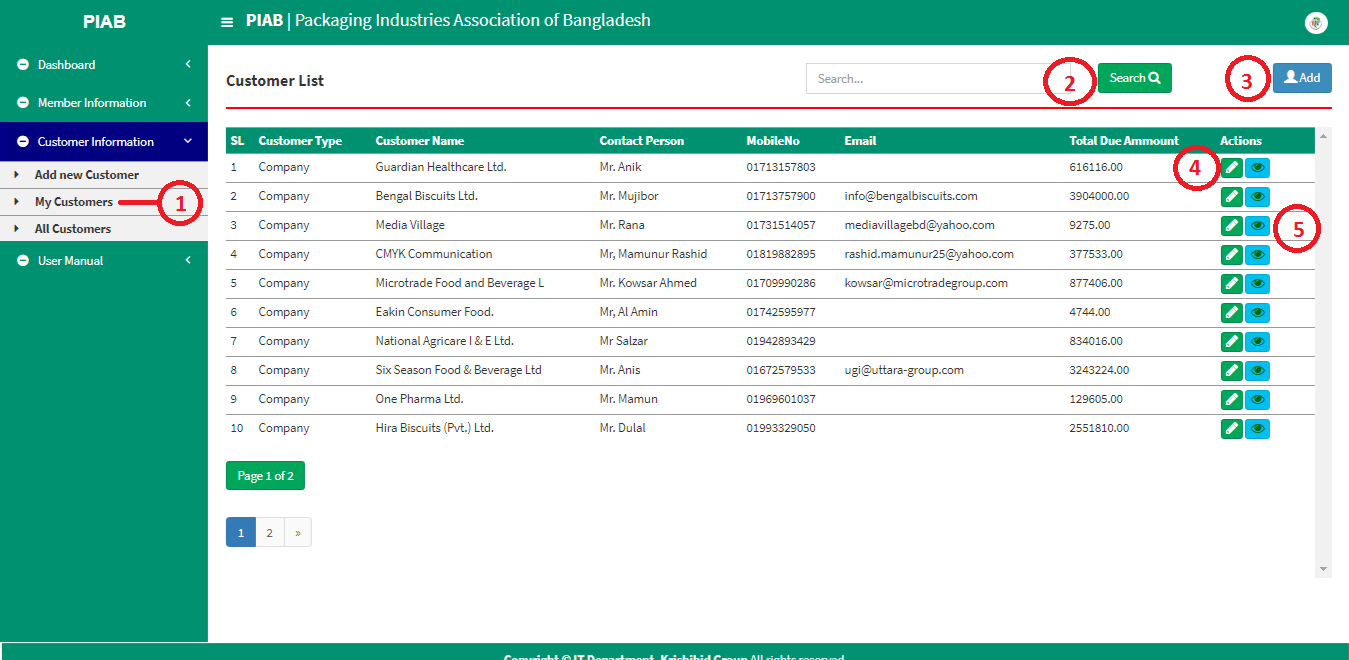 PIAB
PIAB | Packaging Industries Association of Bangladesh
Dashboard
Member Information
Customer Information
Add new Customer
My Customers
1
All Customers
User Manual
Customer List
Search...
2
Search
3
Add
SL Customer Type Customer Name Contact Person MobileNo Email Total Due Ammount Actions
1 Company Guardian Healthcare Ltd. Mr. Anik 01713157803 616116.00
4
2 Company Bengal Biscuits Ltd. Mr. Mujibor 01713757900 info@bengalbiscuits.com 3904000.00
3 Company Media Village Mr. Rana 01731514057 mediavillagebd@yahoo.com 9275.00
5
4 Company CMYK Communication Mr, Mamunur Rashid 01819882895 rashid.mamunur25@yahoo.com 377533.00
5 Company Microtrade Food and Beverage L Mr. Kowsar Ahmed 01709990286 kowsar@microtradegroup.com 877406.00
6 Company Eakin Consumer Food. Mr, Al Amin 01742595977 4744.00
7 Company National Agricare I & E Ltd. Mr Salzar 01942893429 834016.00
8 Company Six Season Food & Beverage Ltd Mr. Anis 01672579533 ugi@uttara-group.com 3243224.00
9 Company One Pharma Ltd. Mr. Mamun 01969601037 129605.00
10 Company Hira Biscuits (Pvt.) Ltd. Mr. Dulal 01993329050 2551810.00
Page 1 of 2
1 2 »
Copyright © IT Department, Krishibid Group All rights reserved